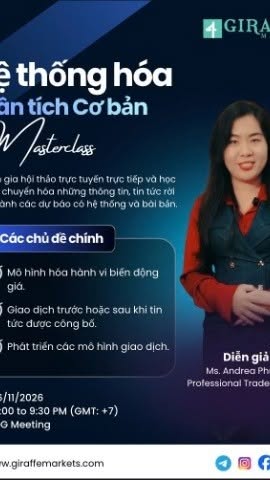 GIRA
M
ệ thống hóa
ân tích Cơ bản
Masterclass
gia hội thảo trực tuyến trực tiếp và học
chuyển hóa những thông tin, tin tức rời
ành các dự báo có hệ thống và bài bản.
Các chủ đề chính
Mô hình hóa hành vi biến động
giá.
Giao dịch trước hoặc sau khi tin
tức được công bố.
Phát triển các mô hình giao dịch.
Diễn giả
Ms. Andrea Ph
Professional Trade
6/11/2026
:00 to 9:30 PM (GMT: +7)
G Meeting
ww.giraffemarkets.com